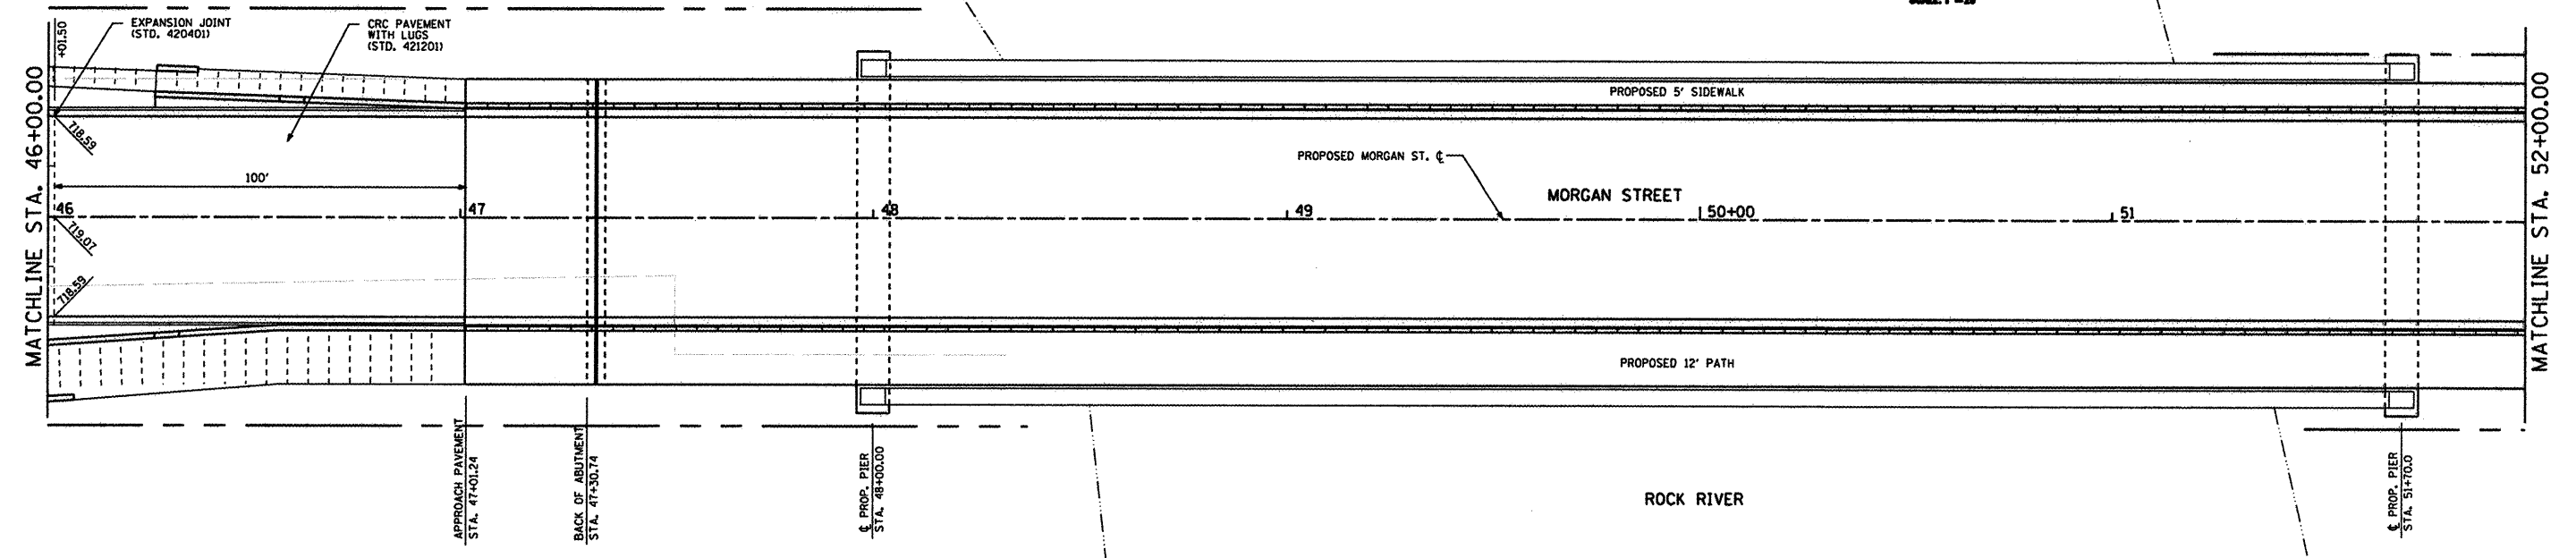 EXPANSION JOINT
(STD. 420401)
+01.50
CRC PAVEMENT
WITH LUGS
(STD. 421201)
MATCHLINE STA. 46+00.00
718.59
100'
46
47
48
49
50+00
51
719.07
718.59
PROPOSED 5' SIDEWALK
PROPOSED MORGAN ST. ℄
MORGAN STREET
PROPOSED 12' PATH
ROCK RIVER
MATCHLINE STA. 52+00.00
APPROACH PAVEMENT
STA. 47+01.24
BACK OF ABUTMENT
STA. 47+30.74
℄ PROP. PIER
STA. 48+00.00
℄ PROP. PIER
STA. 51+70.0